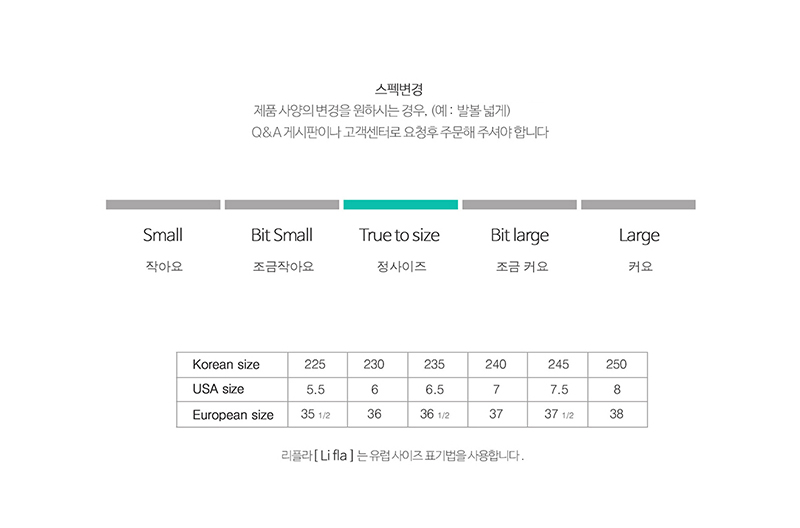 스펙변경
제품 사양의 변경을 원하시는 경우. (예 : 발볼 넓게)
Q&A 게시판이나 고객센터로 요청후 주문해 주셔야 합니다
Small Bit Small True to size Bit large Large
작아요 조금작아요 정사이즈 조금 커요 커요
Korean size 225 230 235 240 245 250
USA size 5.5 6 6.5 7 7.5 8
European size 35 1/2 36 36 1/2 37 37 1/2 38
리플라 [ Li fla ] 는 유럽 사이즈 표기법을 사용합니다 .